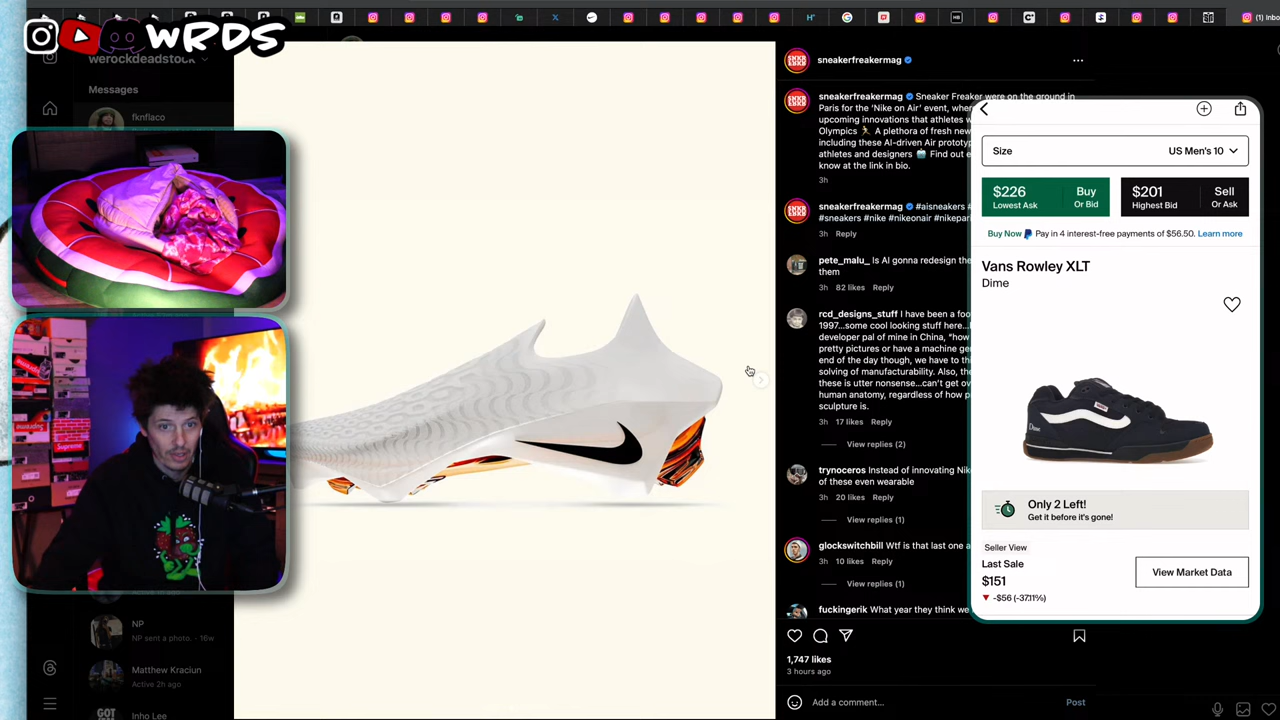 WRDS
werockdeadstock
Messages
fknflaco
NP
NP sent a photo. · 16w
Matthew Kraciun
Active 2h ago
Inho Lee
sneakerfreakermag
sneakerfreakermag Sneaker Freaker were on the ground in
Paris for the 'Nike on Air' event, whe
upcoming innovations that athletes w
Olympics 🏃 A plethora of fresh new
including these AI-driven Air prototyp
athletes and designers 🤖 Find out e
know at the link in bio.
3h
sneakerfreakermag #aisneakers #
#sneakers #nike #nikeonair #nikepar
3h Reply
pete_malu_ Is AI gonna redesign the
them
3h 82 likes Reply
rcd_designs_stuff I have been a foo
1997...some cool looking stuff here...
developer pal of mine in China, "how
pretty pictures or have a machine ge
end of the day though, we have to th
solving of manufacturability. Also, the
these is utter nonsense...can't get ov
human anatomy, regardless of how p
sculpture is.
3h 17 likes Reply
View replies (2)
trynoceros Instead of innovating Nik
of these even wearable
3h 20 likes Reply
View replies (1)
glockswitchbill Wtf is that last one a
3h 10 likes Reply
View replies (1)
fuckingerik What year they think we
1,747 likes
3 hours ago
Add a comment...
Post
Size
US Men's 10
$226
Lowest Ask
Buy
Or Bid
$201
Highest Bid
Sell
Or Ask
Buy Now Pay in 4 interest-free payments of $56.50. Learn more
Vans Rowley XLT
Dime
Dime
Only 2 Left!
Get it before it's gone!
Seller View
Last Sale
$151
-$56 (-37.11%)
View Market Data
Supreme
(1) Inbo